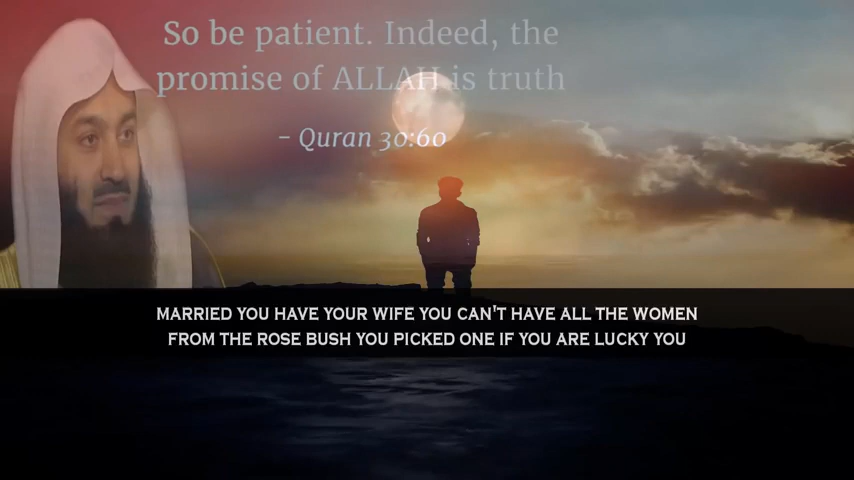 So be patient. Indeed, the
promise of ALLAH is truth
- Quran 30:60
MARRIED YOU HAVE YOUR WIFE YOU CAN'T HAVE ALL THE WOMEN
FROM THE ROSE BUSH YOU PICKED ONE IF YOU ARE LUCKY YOU